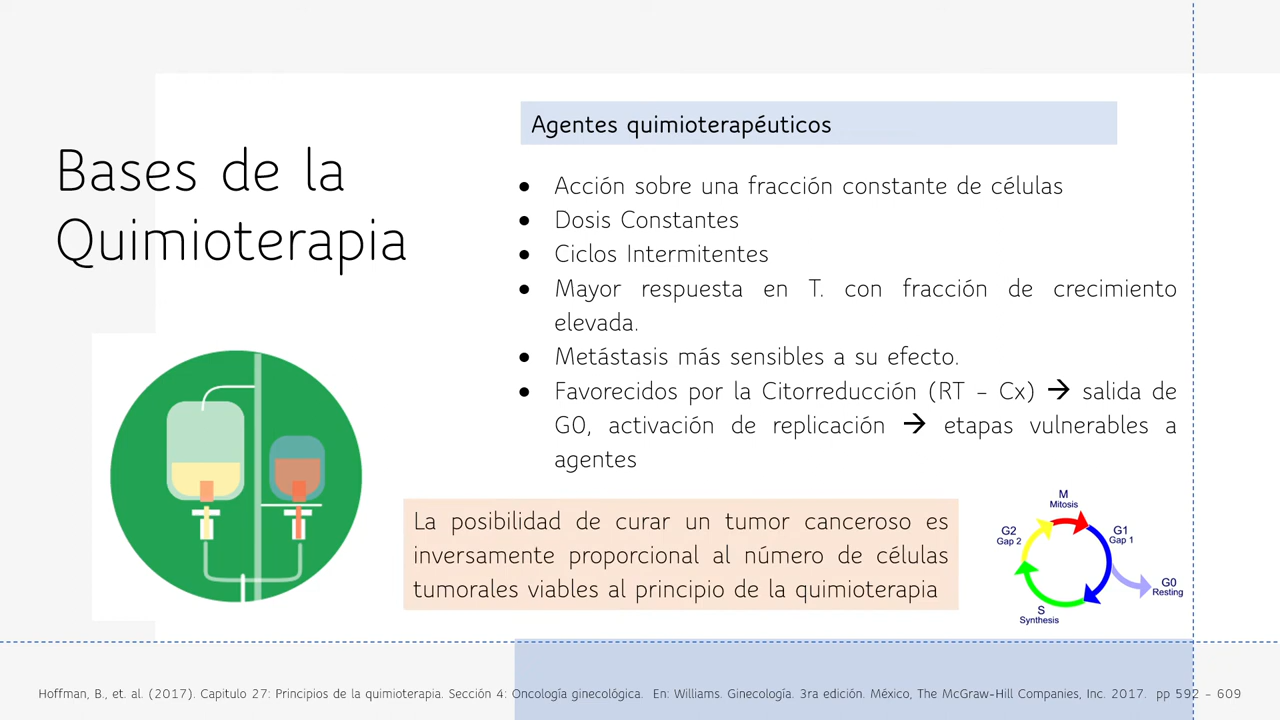 Bases de la
Quimioterapia
Agentes quimioterapéuticos
● Acción sobre una fracción constante de células
● Dosis Constantes
● Ciclos Intermitentes
● Mayor respuesta en T. con fracción de crecimiento
elevada.
● Metástasis más sensibles a su efecto.
● Favorecidos por la Citorreducción (RT – Cx) → salida de
G0, activación de replicación → etapas vulnerables a
agentes
La posibilidad de curar un tumor canceroso es
inversamente proporcional al número de células
tumorales viables al principio de la quimioterapia
M
Mitosis
G2
Gap 2
G1
Gap 1
G0
Resting
S
Synthesis
Hoffman, B., et. al. (2017). Capitulo 27: Principios de la quimioterapia. Sección 4: Oncología ginecológica. En: Williams. Ginecología. 3ra edición. México, The McGraw-Hill Companies, Inc. 2017. pp 592 – 609